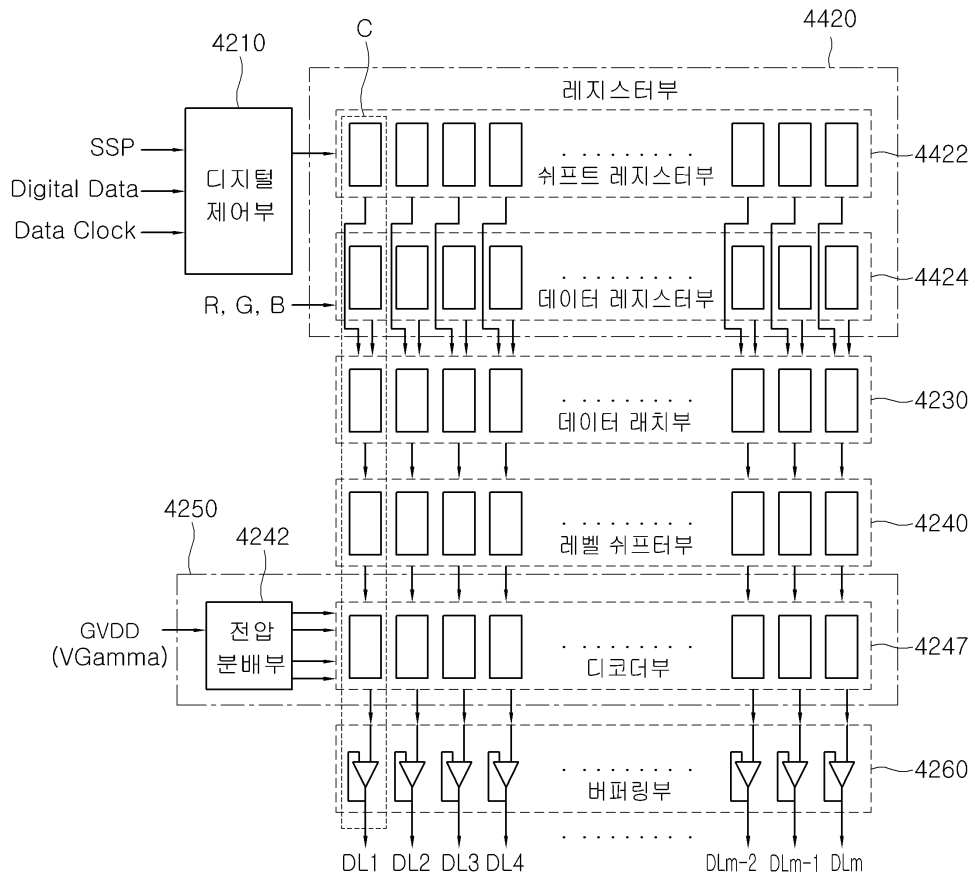 C
4210
4420
레지스터부
SSP
Digital Data
Data Clock
디지털
제어부
쉬프트 레지스터부
4422
R, G, B
데이터 레지스터부
4424
데이터 래치부
4230
4250
4242
레벨 쉬프터부
4240
GVDD
(VGamma)
전압
분배부
디코더부
4247
버퍼링부
4260
DL1 DL2 DL3 DL4 DLm-2 DLm-1 DLm